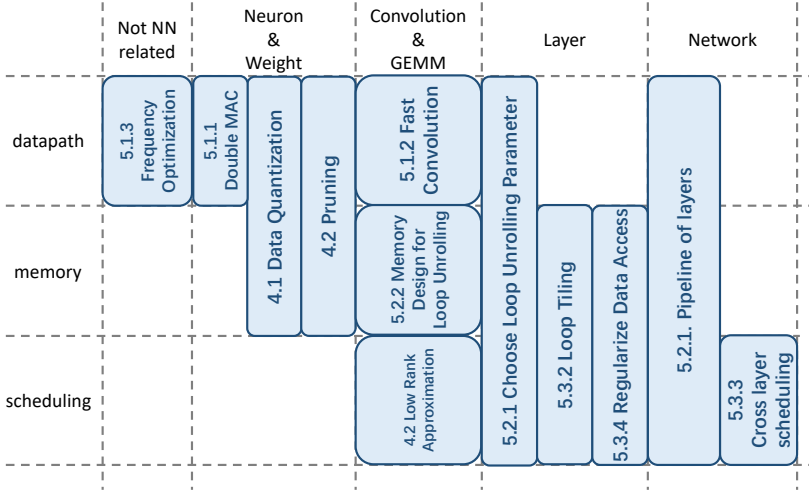 Not NN
related
Neuron
&
Weight
Convolution
&
GEMM
Layer
Network
datapath
memory
scheduling
5.1.3
Frequency
Optimization
5.1.1
Double MAC
4.1 Data Quantization
4.2 Pruning
5.1.2 Fast
Convolution
5.2.2 Memory
Design for
Loop Unrolling
4.2 Low Rank
Approximation
5.2.1 Choose Loop Unrolling Parameter
5.3.2 Loop Tiling
5.3.4 Regularize Data Access
5.2.1. Pipeline of layers
5.3.3
Cross layer
scheduling